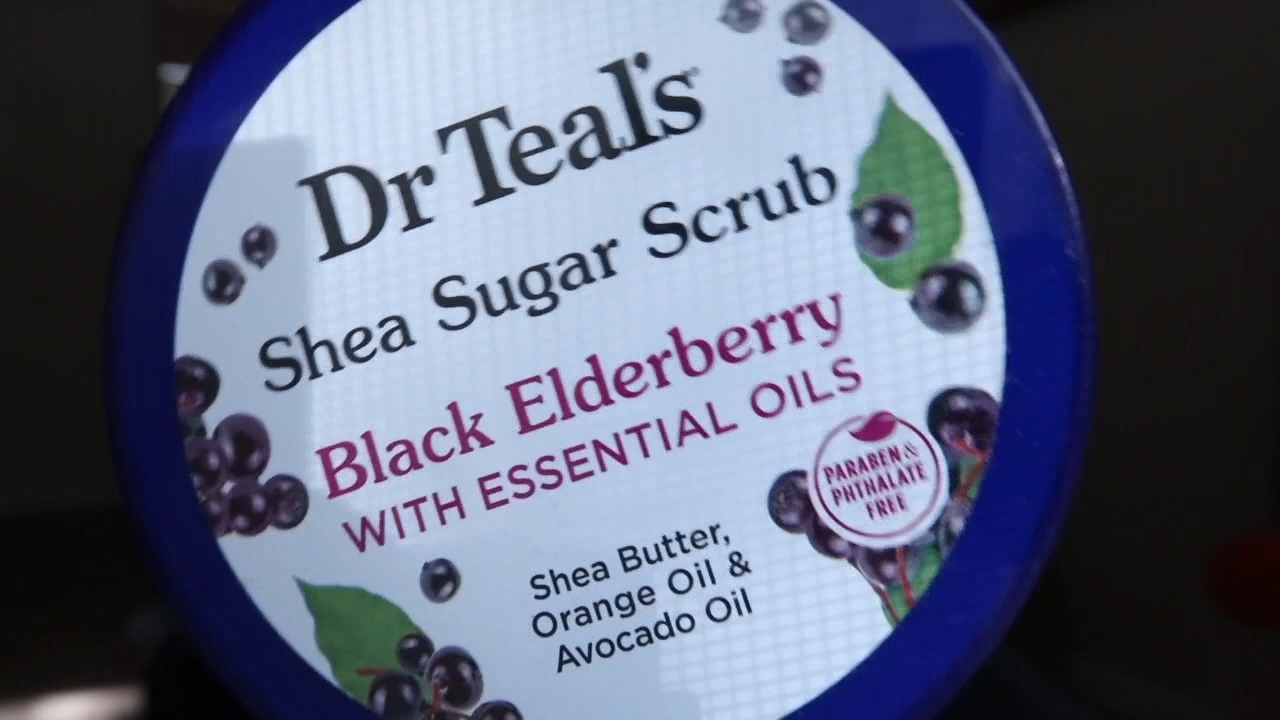 Dr Teal's
Shea Sugar Scrub
Black Elderberry
WITH ESSENTIAL OILS
PARABEN &
PHTHALATE
FREE
Shea Butter,
Orange Oil &
Avocado Oil